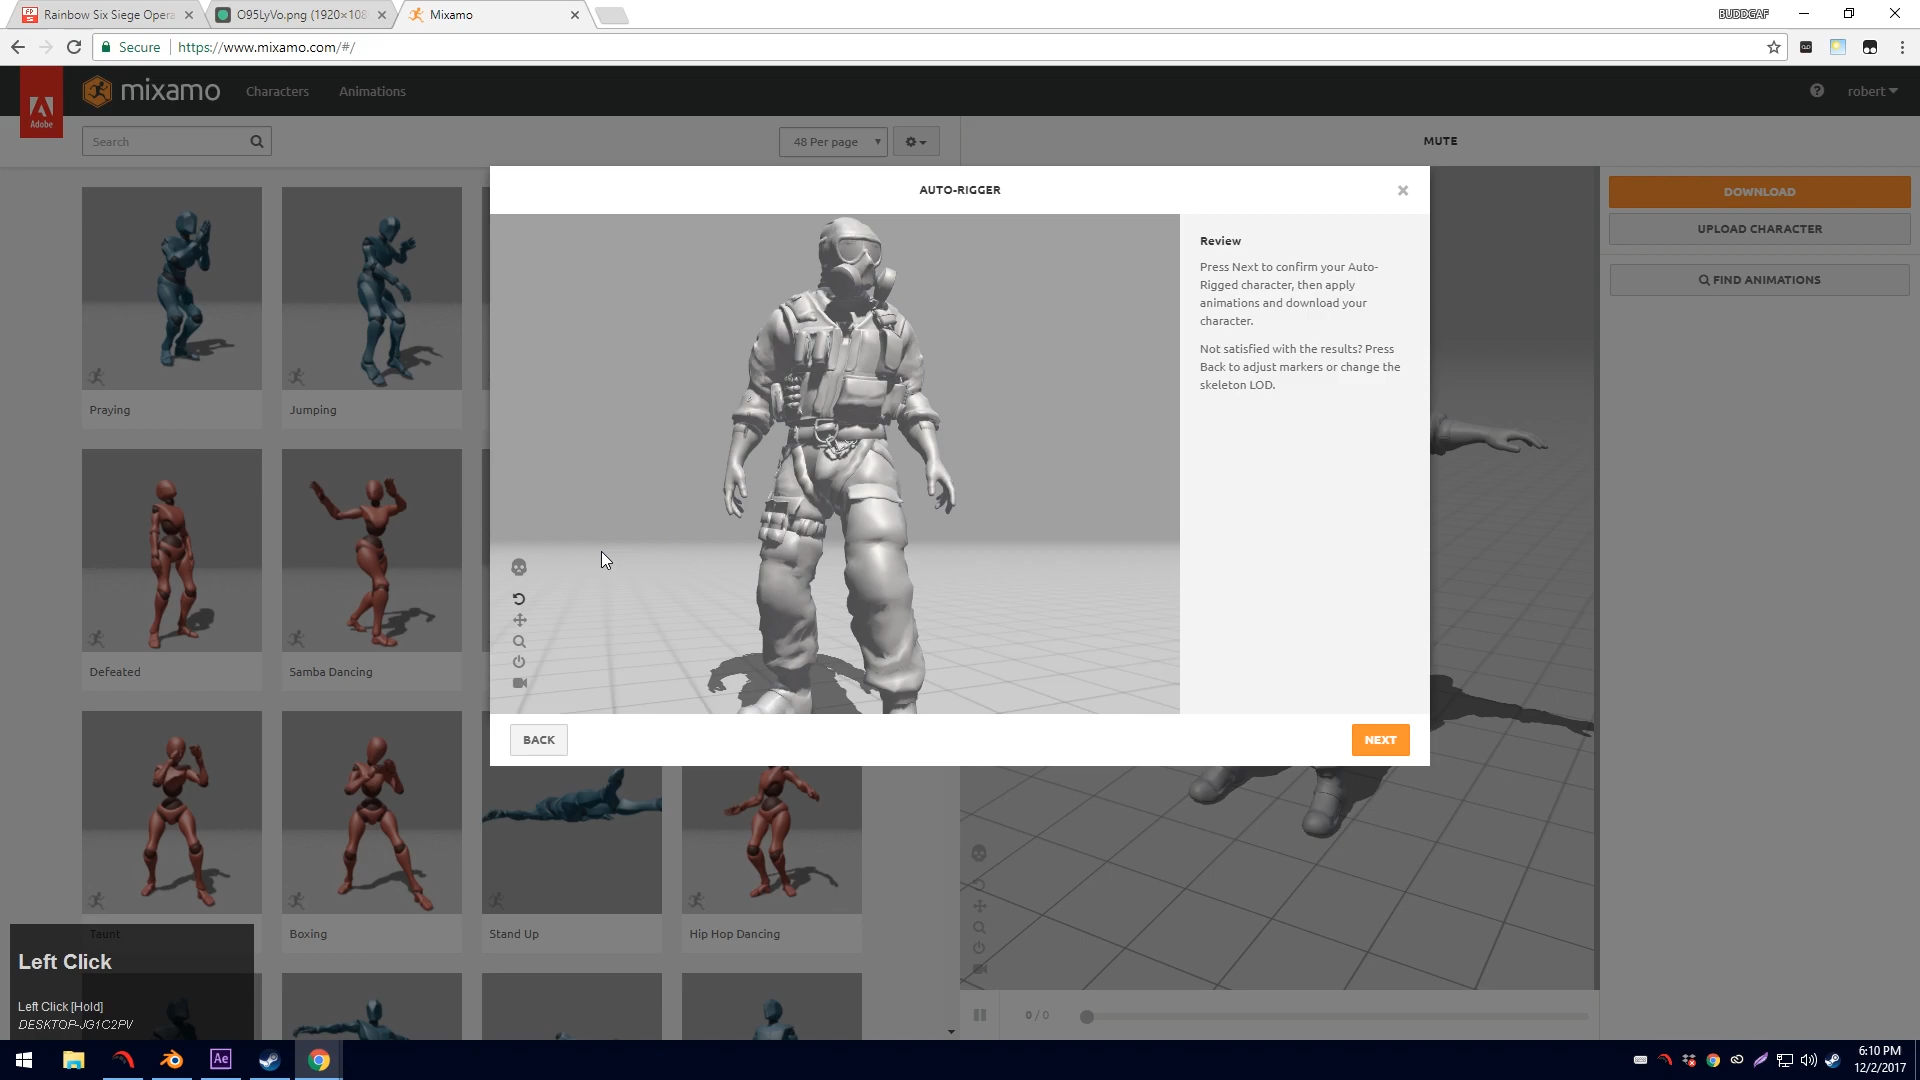 Rainbow Six Siege Opera
O95LyVo.png (1920×108
Mixamo
BUDDGAF
Secure
https://www.mixamo.com/#/
Adobe
mixamo
Characters
Animations
robert
Search
48 Per page
MUTE
AUTO-RIGGER
DOWNLOAD
UPLOAD CHARACTER
FIND ANIMATIONS
Review
Press Next to confirm your Auto-
Rigged character, then apply
animations and download your
character.
Not satisfied with the results? Press
Back to adjust markers or change the
skeleton LOD.
Praying
Jumping
Defeated
Samba Dancing
BACK
NEXT
Taunt
Boxing
Stand Up
Hip Hop Dancing
Left Click
Left Click [Hold]
DESKTOP-JG1C2PV
0 / 0
Ae
6:10 PM
12/2/2017